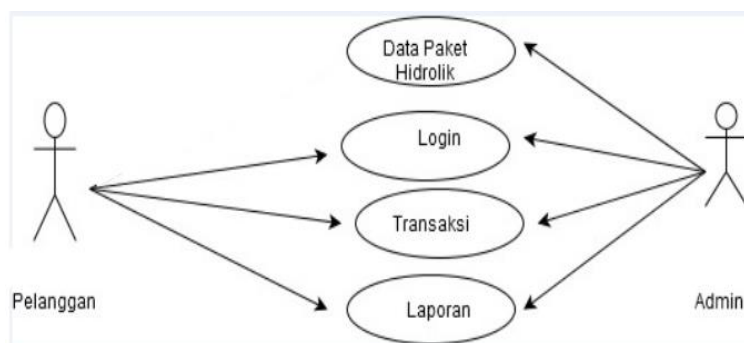 Data Paket
Hidrolik
Login
Transaksi
Laporan
Pelanggan
Admin